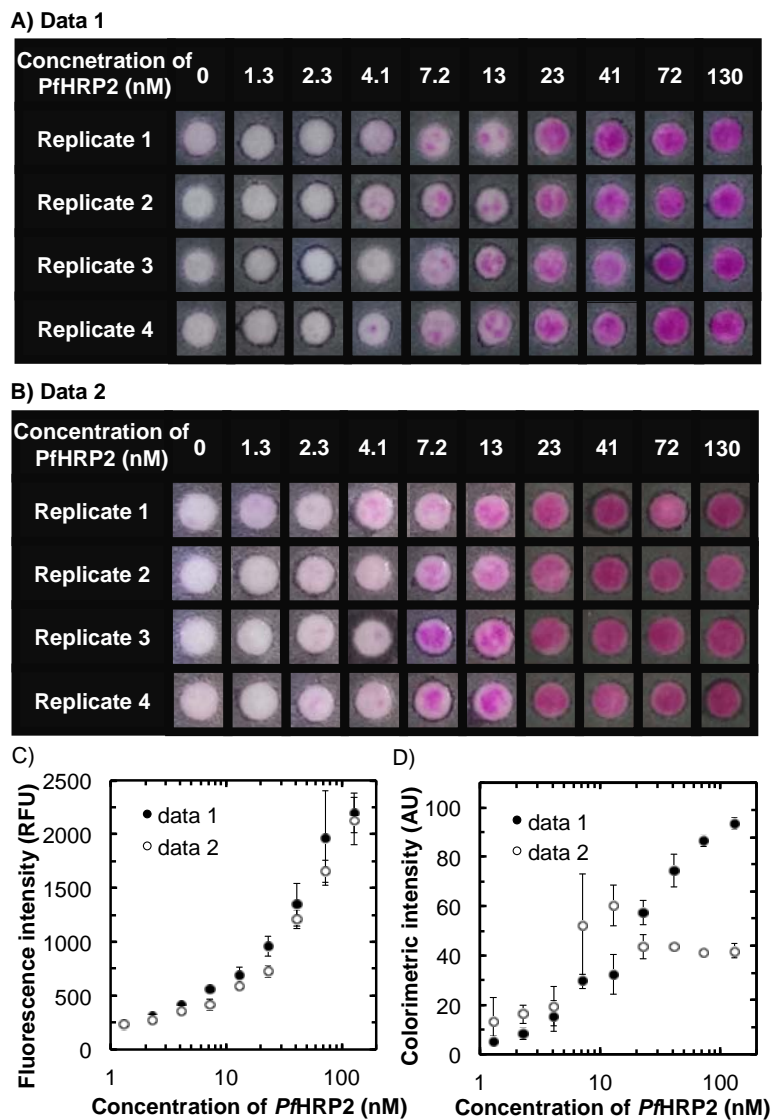 A) Data 1
Concnetration of PfHRP2 (nM) 0 1.3 2.3 4.1 7.2 13 23 41 72 130
Replicate 1
Replicate 2
Replicate 3
Replicate 4
B) Data 2
Concentration of PfHRP2 (nM) 0 1.3 2.3 4.1 7.2 13 23 41 72 130
Replicate 1
Replicate 2
Replicate 3
Replicate 4
C)
Fluorescence intensity (RFU)
2500
2000
1500
1000
500
0
data 1
data 2
1 10 100
Concentration of PfHRP2 (nM)
D)
Colorimetric intensity (AU)
100
80
60
40
20
0
data 1
data 2
1 10 100
Concentration of PfHRP2 (nM)